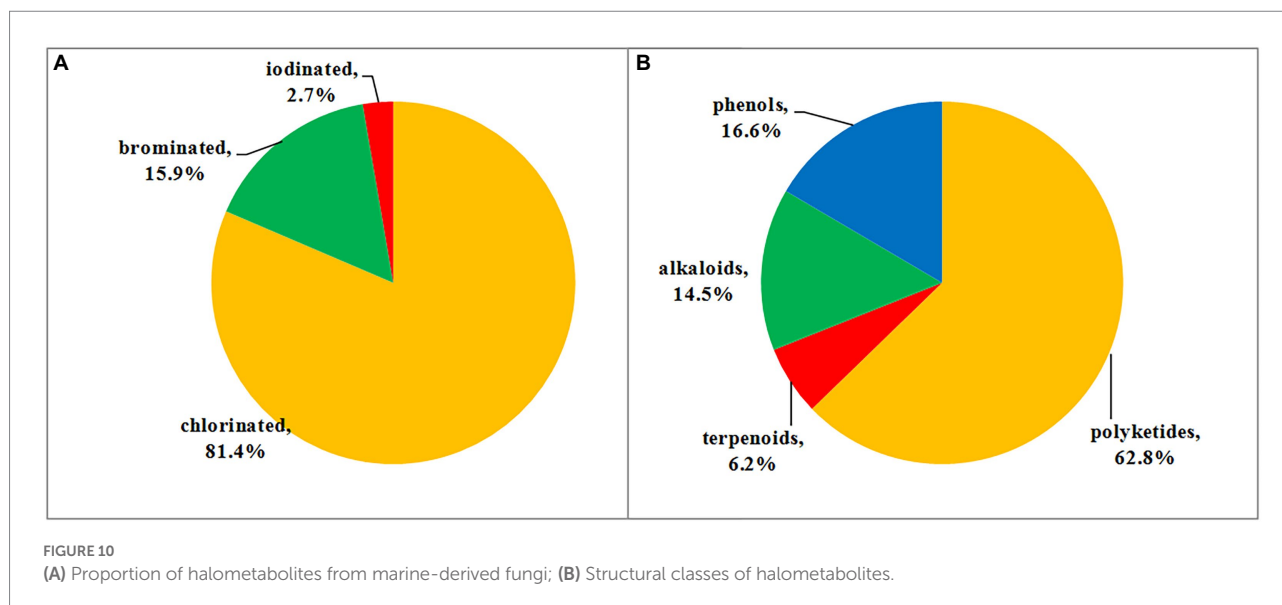 A
iodinated,
2.7%
brominated,
15.9%
chlorinated,
81.4%
B
phenols,
16.6%
alkaloids,
14.5%
terpenoids,
6.2%
polyketides,
62.8%
FIGURE 10
(A) Proportion of halometabolites from marine-derived fungi; (B) Structural classes of halometabolites.